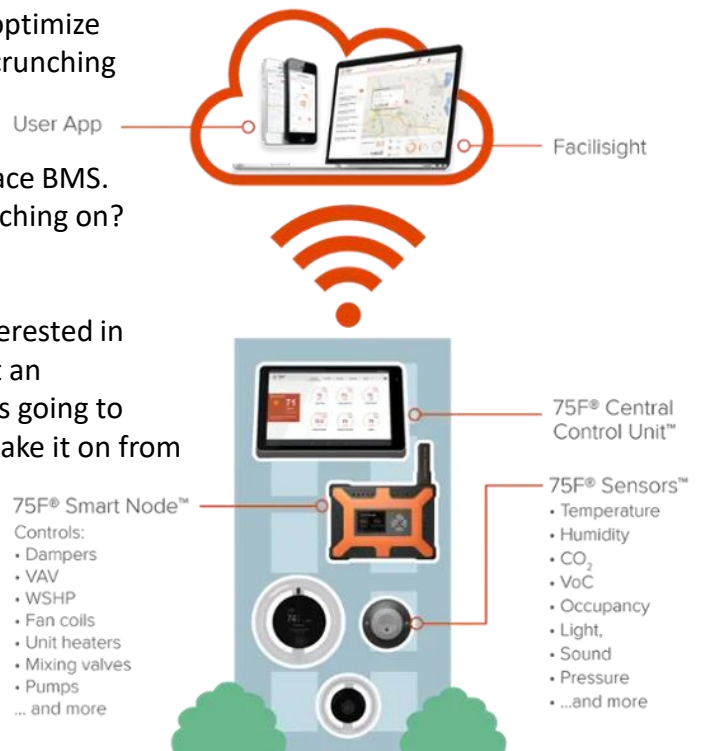 optimize
crunching
User App
Facilisight
ace BMS.
ching on?
erested in
t an
s going to
ake it on from
75F® Central
Control Unit™
75F® Smart Node™
Controls:
• Dampers
• VAV
• WSHP
• Fan coils
• Unit heaters
• Mixing valves
• Pumps
... and more
75F® Sensors™
• Temperature
• Humidity
• CO₂
• VoC
• Occupancy
• Light,
• Sound
• Pressure
• ...and more
71